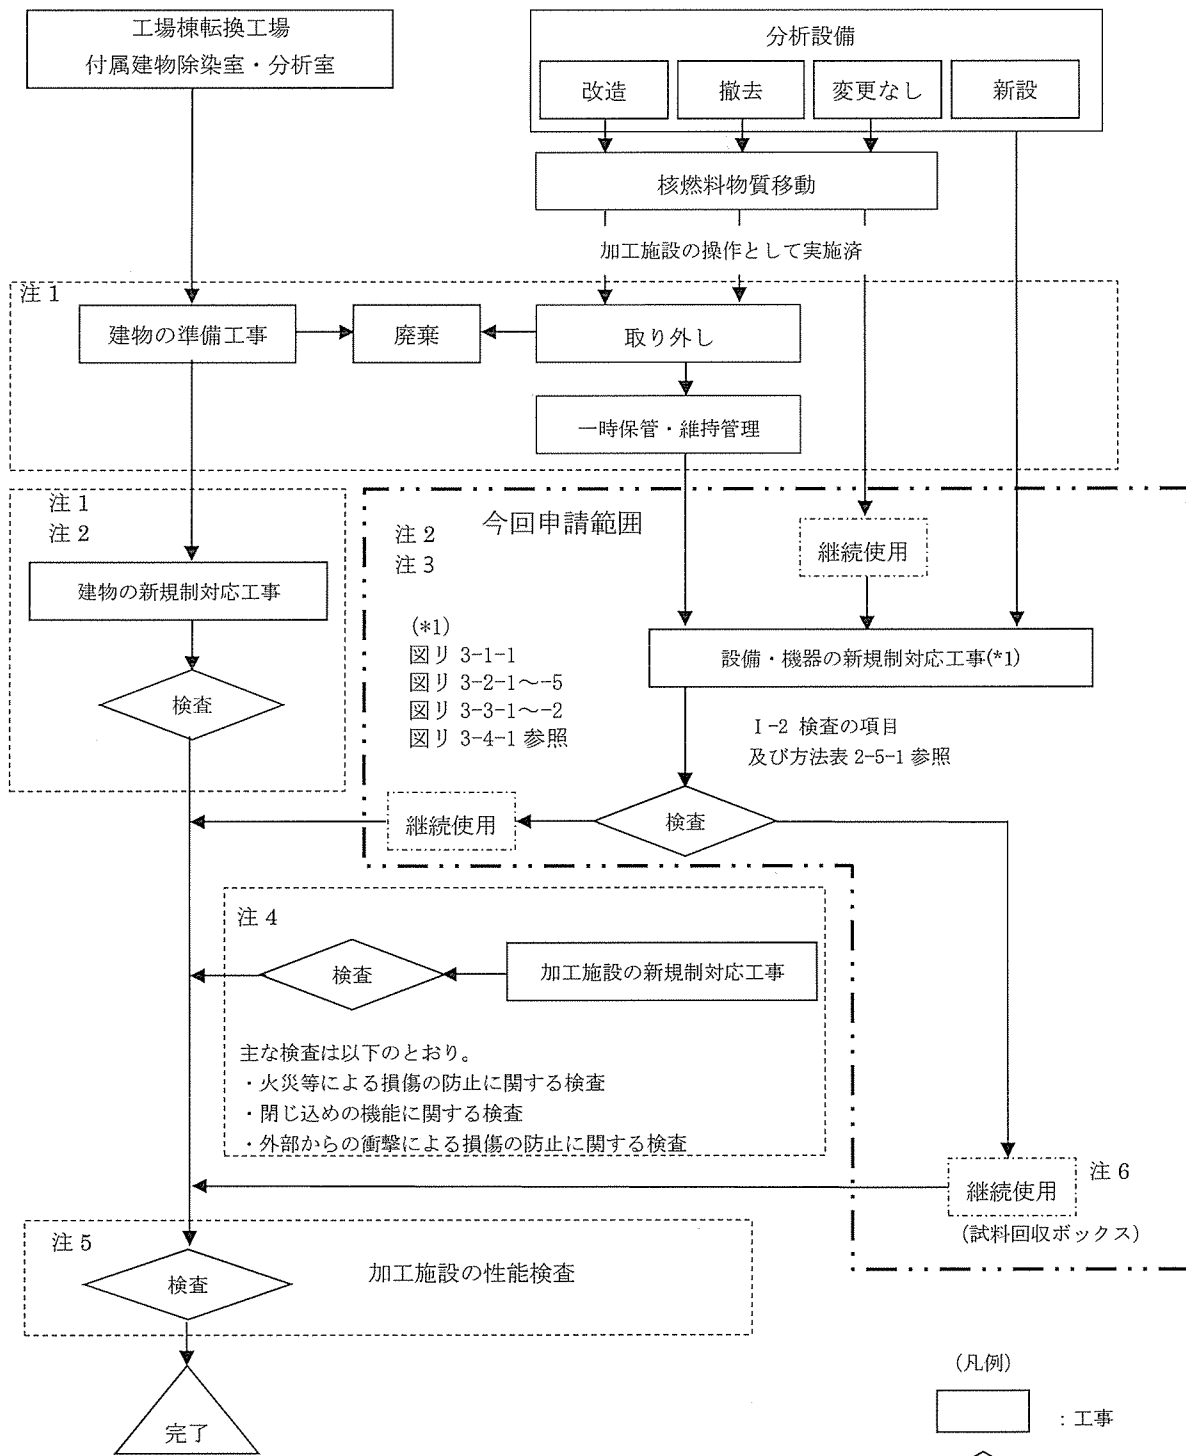 工場棟転換工場
付属建物除染室・分析室
分析設備
改造
撤去
変更なし
新設
核燃料物質移動
加工施設の操作として実施済
注 1
建物の準備工事
廃棄
取り外し
一時保管・維持管理
注 1
注 2
建物の新規制対応工事
検査
今回申請範囲
注 2
注 3
継続使用
(*1)
図リ 3-1-1
図リ 3-2-1～-5
図リ 3-3-1～-2
図リ 3-4-1 参照
設備・機器の新規制対応工事(*1)
Ⅰ-2 検査の項目
及び方法表 2-5-1 参照
継続使用
検査
注 4
検査
加工施設の新規制対応工事
主な検査は以下のとおり。
・火災等による損傷の防止に関する検査
・閉じ込めの機能に関する検査
・外部からの衝撃による損傷の防止に関する検査
継続使用
注 6
(試料回収ボックス)
注 5
検査
加工施設の性能検査
完了
(凡例)
：工事